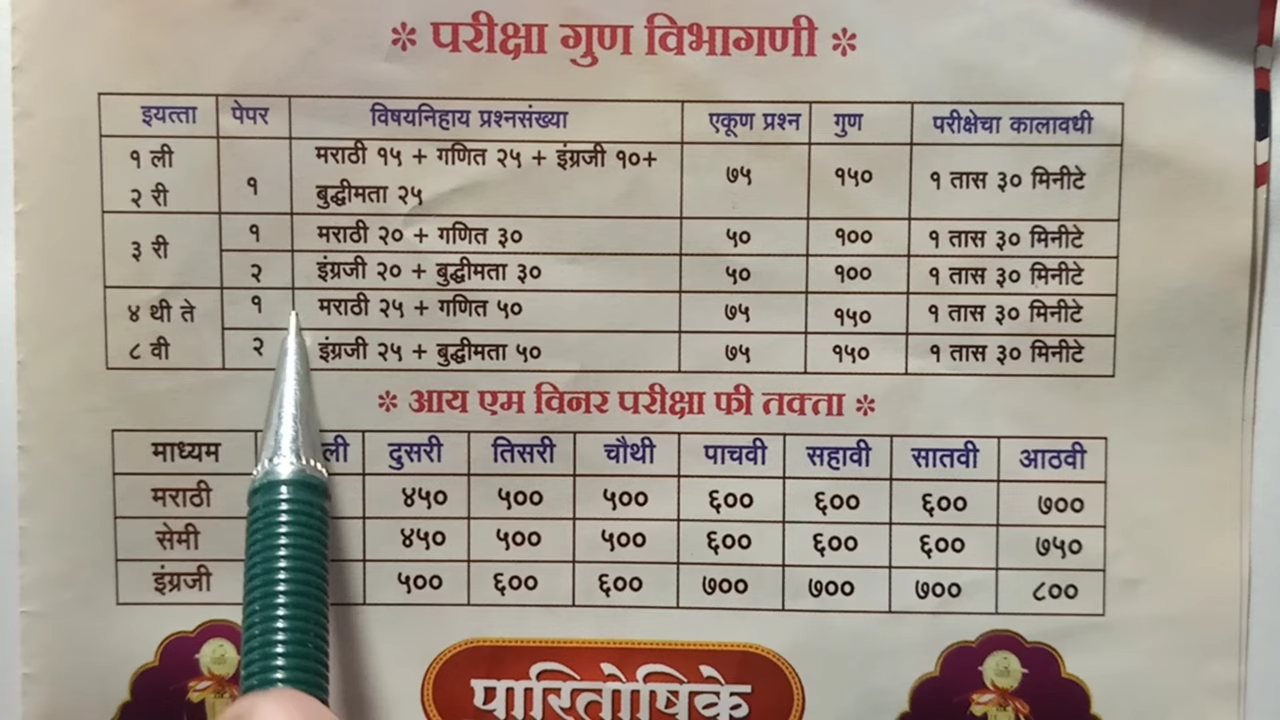 * परीक्षा गुण विभागणी *
इयत्ता पेपर विषयनिहाय प्रश्नसंख्या एकूण प्रश्न गुण परीक्षेचा कालावधी
१ ली २ री १ मराठी १५ + गणित २५ + इंग्रजी १०+ ७५ १५० १ तास ३० मिनीटे
बुद्धीमता २५
३ री १ मराठी २० + गणित ३० ५० १०० १ तास ३० मिनीटे
२ इंग्रजी २० + बुद्धीमता ३० ५० १०० १ तास ३० मिनीटे
४ थी ते ८ वी १ मराठी २५ + गणित ५० ७५ १५० १ तास ३० मिनीटे
२ इंग्रजी २५ + बुद्धीमता ५० ७५ १५० १ तास ३० मिनीटे
* आय एम विनर परीक्षा फी तक्ता *
माध्यम ली दुसरी तिसरी चौथी पाचवी सहावी सातवी आठवी
मराठी ४५० ५०० ५०० ६०० ६०० ६०० ७००
सेमी ४५० ५०० ५०० ६०० ६०० ६०० ७५०
इंग्रजी ५०० ६०० ६०० ७०० ७०० ७०० ८००
पारितोषिके